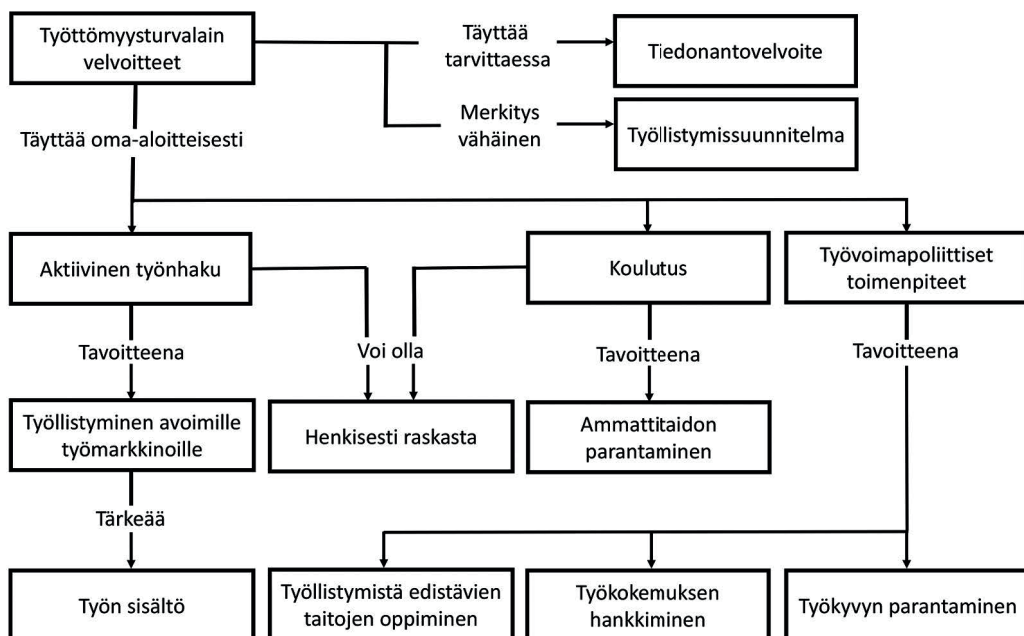 Työttömyysturvalain
velvoitteet
Täyttää
tarvittaessa
Tiedonantovelvoite
Merkitys
vähäinen
Työllistymissuunnitelma
Täyttää oma-aloitteisesti
Aktiivinen työnhaku
Koulutus
Työvoimapoliittiset
toimenpiteet
Tavoitteena
Voi olla
Tavoitteena
Tavoitteena
Työllistyminen avoimille
työmarkkinoille
Henkisesti raskasta
Ammattitaidon
parantaminen
Tärkeää
Työn sisältö
Työllistymistä edistävien
taitojen oppiminen
Työkokemuksen
hankkiminen
Työkyvyn parantaminen